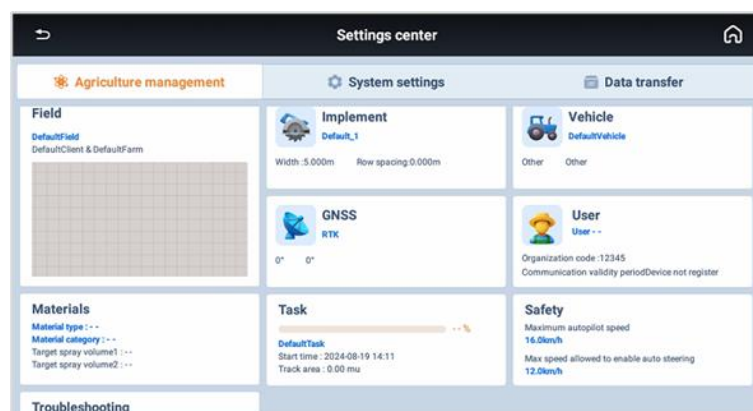 Settings center
Agriculture management
System settings
Data transfer
Field
DefaultField
DefaultClient & DefaultFarm
Implement
Default_1
Width :5.000m Row spacing:0.000m
Vehicle
DefaultVehicle
Other Other
GNSS
RTK
0° 0°
User
User - -
Organization code :12345
Communication validity periodDevice not register
Materials
Material type : - -
Material category : - -
Target spray volume1 : --
Target spray volume2 : --
Task
-- %
DefaultTask
Start time : 2024-08-19 14:11
Track area : 0.00 mu
Safety
Maximum autopilot speed
16.0km/h
Max speed allowed to enable auto steering
12.0km/h
Troubleshooting